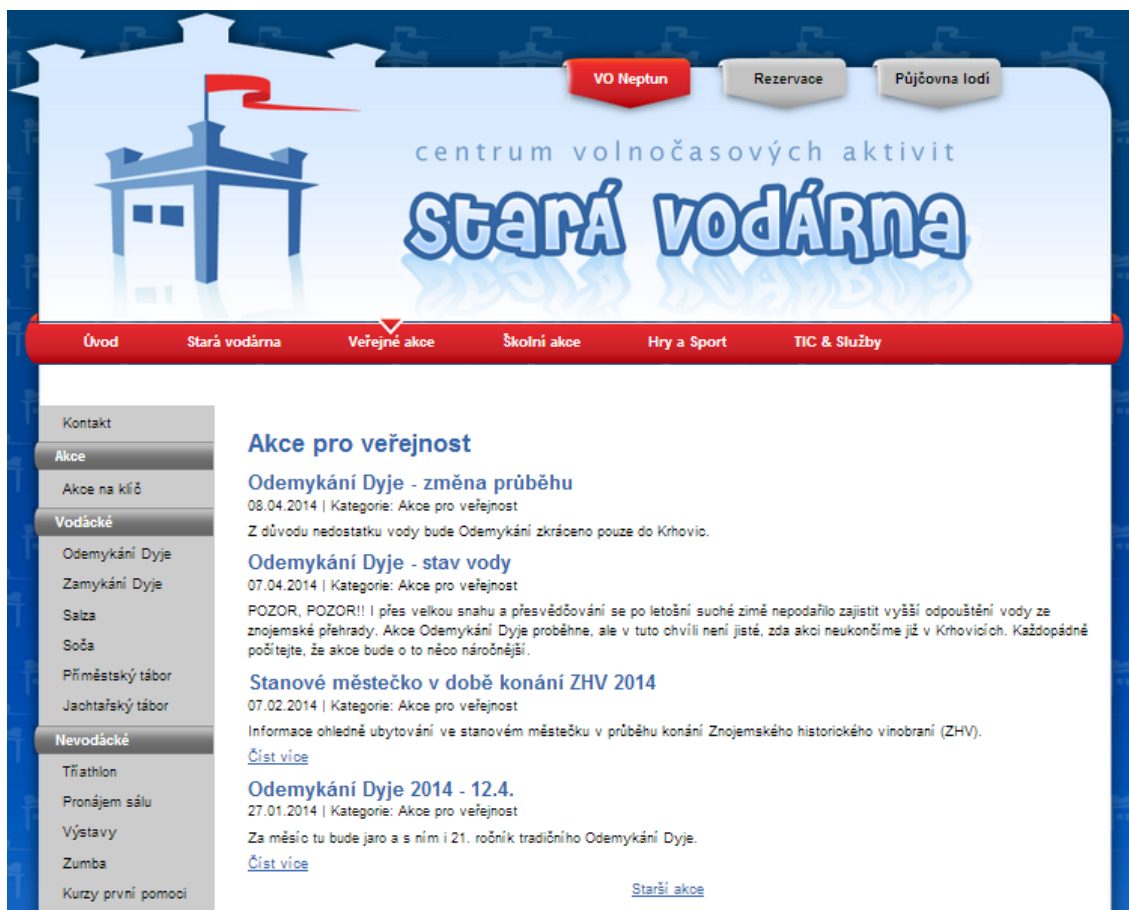 VO Neptun
Rezervace
Půjčovna lodí
centrum volnočasových aktivit
stará vodárna
Úvod
Stará vodárna
Veřejné akce
Školní akce
Hry a Sport
TIC & Služby
Kontakt
Akce
Akce na klíč
Vodácké
Odemykání Dyje
Zamykání Dyje
Salza
Soča
Příměstský tábor
Jachtařský tábor
Nevodácké
Tříathlon
Pronájem sálu
Výstavy
Zumba
Kurzy první pomoci
Akce pro veřejnost
Odemykání Dyje - změna průběhu
08.04.2014 | Kategorie: Akce pro veřejnost
Z důvodu nedostatku vody bude Odemykání zkráceno pouze do Krhovic.
Odemykání Dyje - stav vody
07.04.2014 | Kategorie: Akce pro veřejnost
POZOR, POZOR!! I přes velkou snahu a přesvědčování se po letošní suché zimě nepodařilo zajistit vyšší odpouštění vody ze
znojemské přehrady. Akce Odemykání Dyje proběhne, ale v tuto chvíli není jisté, zda akci neukončíme již v Krhovicích. Každopádně
počítejte, že akce bude o to něco náročnější.
Stanové městečko v době konání ZHV 2014
07.02.2014 | Kategorie: Akce pro veřejnost
Informace ohledně ubytování ve stanovém městečku v průběhu konání Znojemského historického vinobraní (ZHV).
Číst více
Odemykání Dyje 2014 - 12.4.
27.01.2014 | Kategorie: Akce pro veřejnost
Za měsíc tu bude jaro a s ním i 21. ročník tradičního Odemykání Dyje.
Číst více
Starší akce